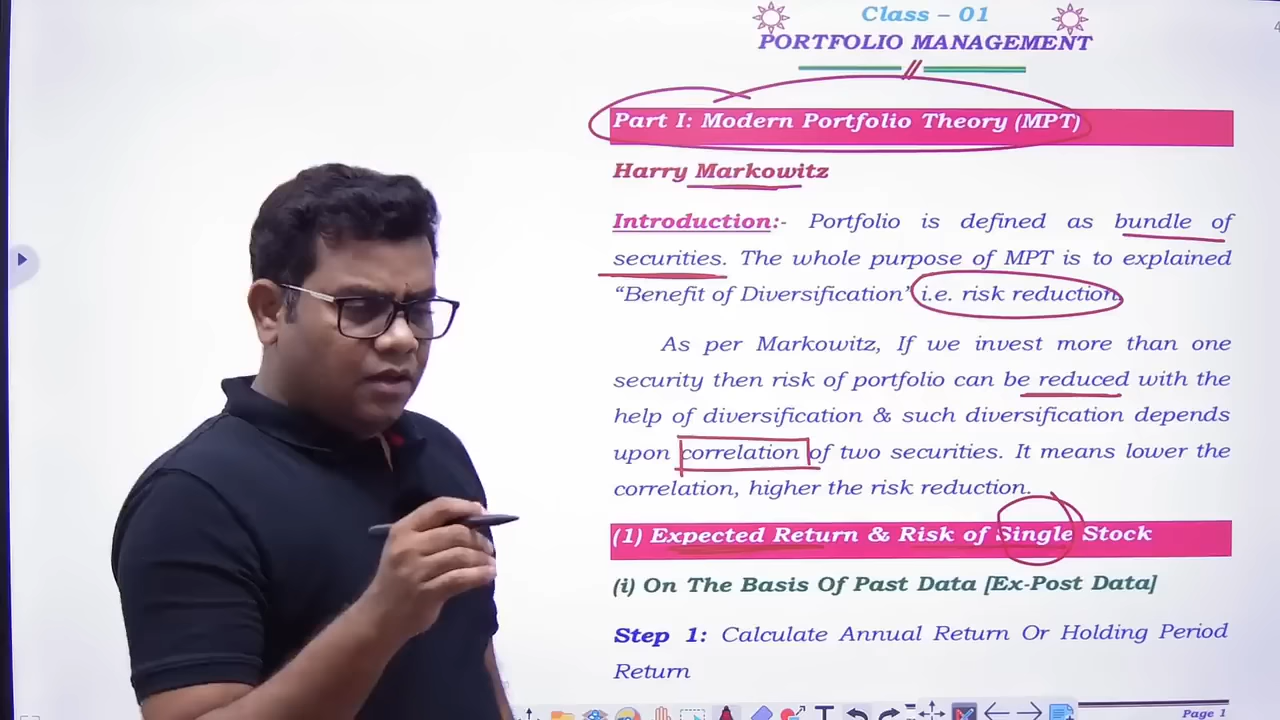 Class – 01
PORTFOLIO MANAGEMENT
Part I: Modern Portfolio Theory (MPT)
Harry Markowitz
Introduction:- Portfolio is defined as bundle of
securities. The whole purpose of MPT is to explained
“Benefit of Diversification’ i.e. risk reduction.
As per Markowitz, If we invest more than one
security then risk of portfolio can be reduced with the
help of diversification & such diversification depends
upon correlation of two securities. It means lower the
correlation, higher the risk reduction.
(1) Expected Return & Risk of Single Stock
(i) On The Basis Of Past Data [Ex-Post Data]
Step 1: Calculate Annual Return Or Holding Period
Return
Page 1